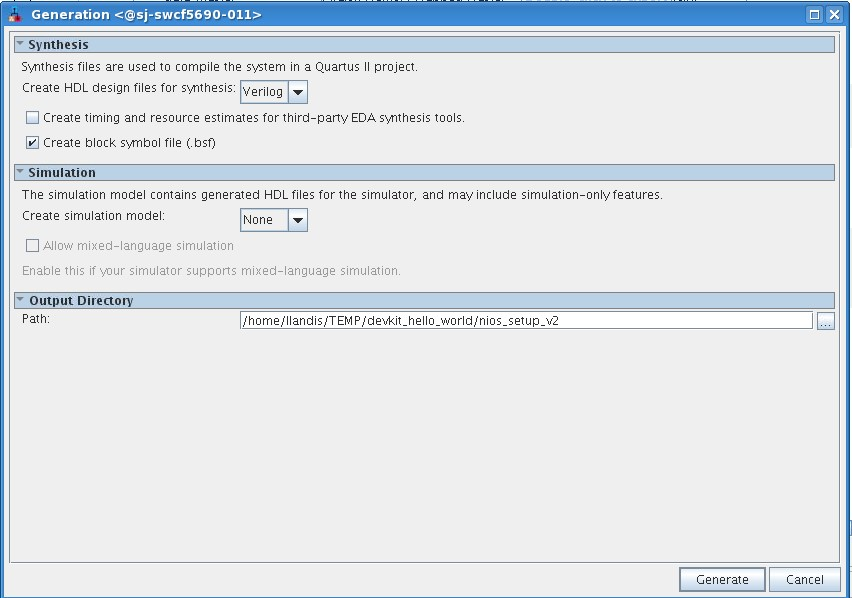 Generation <@sj-swcf5690-011>
Synthesis
Synthesis files are used to compile the system in a Quartus II project.
Create HDL design files for synthesis: Verilog
Create timing and resource estimates for third-party EDA synthesis tools.
Create block symbol file (.bsf)
Simulation
The simulation model contains generated HDL files for the simulator, and may include simulation-only features.
Create simulation model: None
Allow mixed-language simulation
Enable this if your simulator supports mixed-language simulation.
Output Directory
Path: /home/llandis/TEMP/devkit_hello_world/nios_setup_v2 ...
Generate Cancel